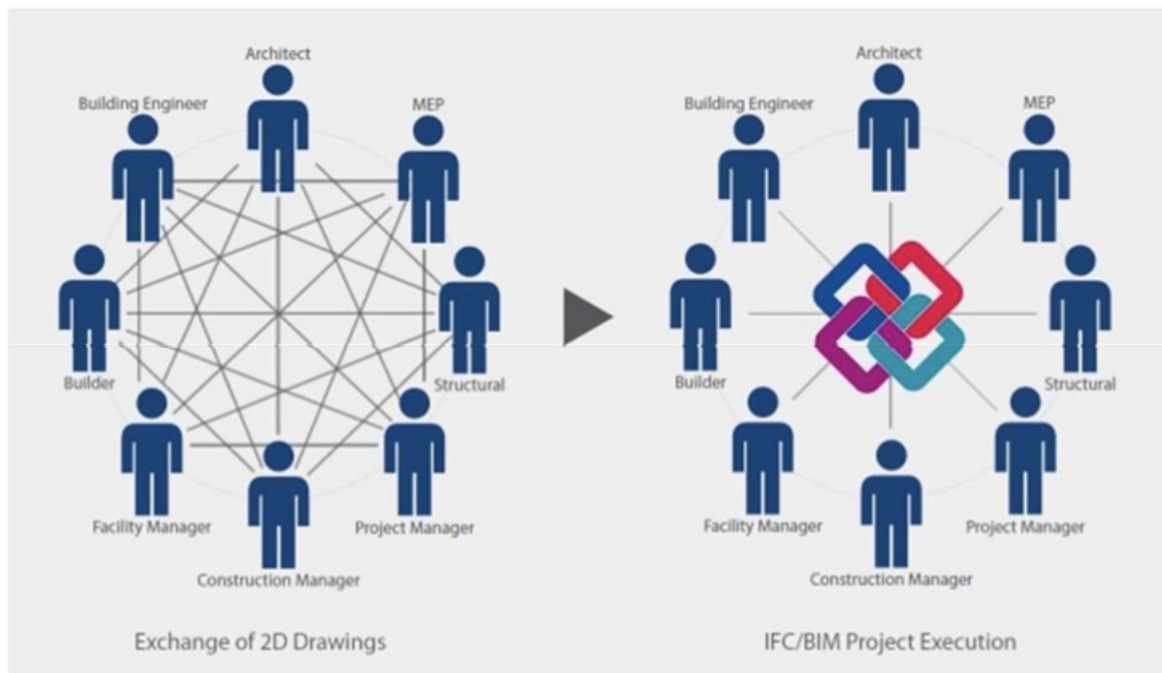 Architect
Building Engineer
MEP
Builder
Structural
Facility Manager
Project Manager
Construction Manager
Exchange of 2D Drawings
Architect
Building Engineer
MEP
Builder
Structural
Facility Manager
Project Manager
Construction Manager
IFC/BIM Project Execution